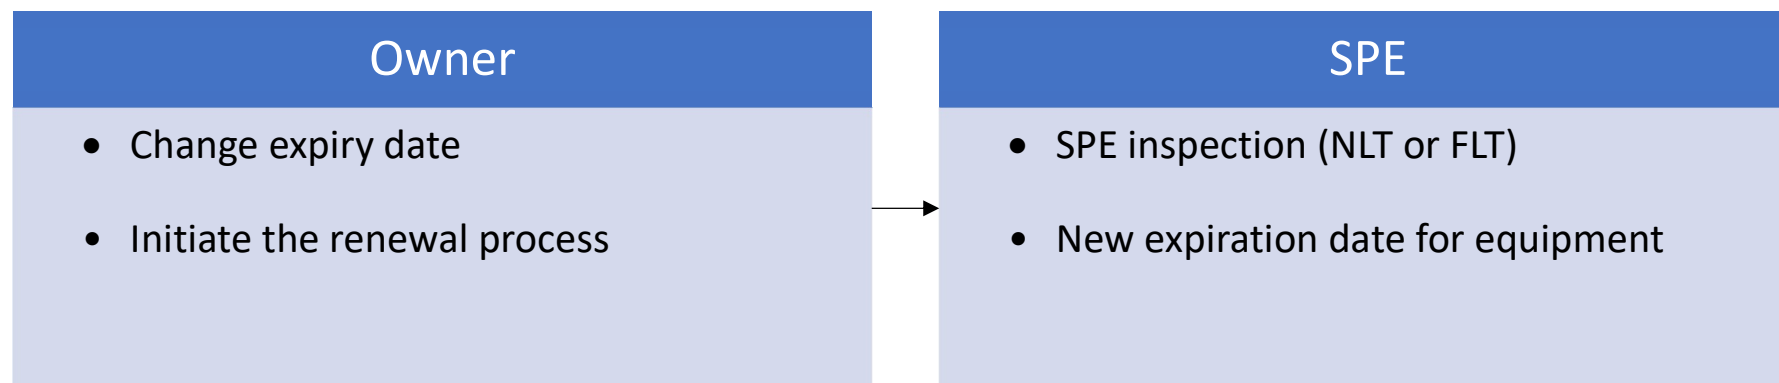 Owner
• Change expiry date
• Initiate the renewal process
SPE
• SPE inspection (NLT or FLT)
• New expiration date for equipment